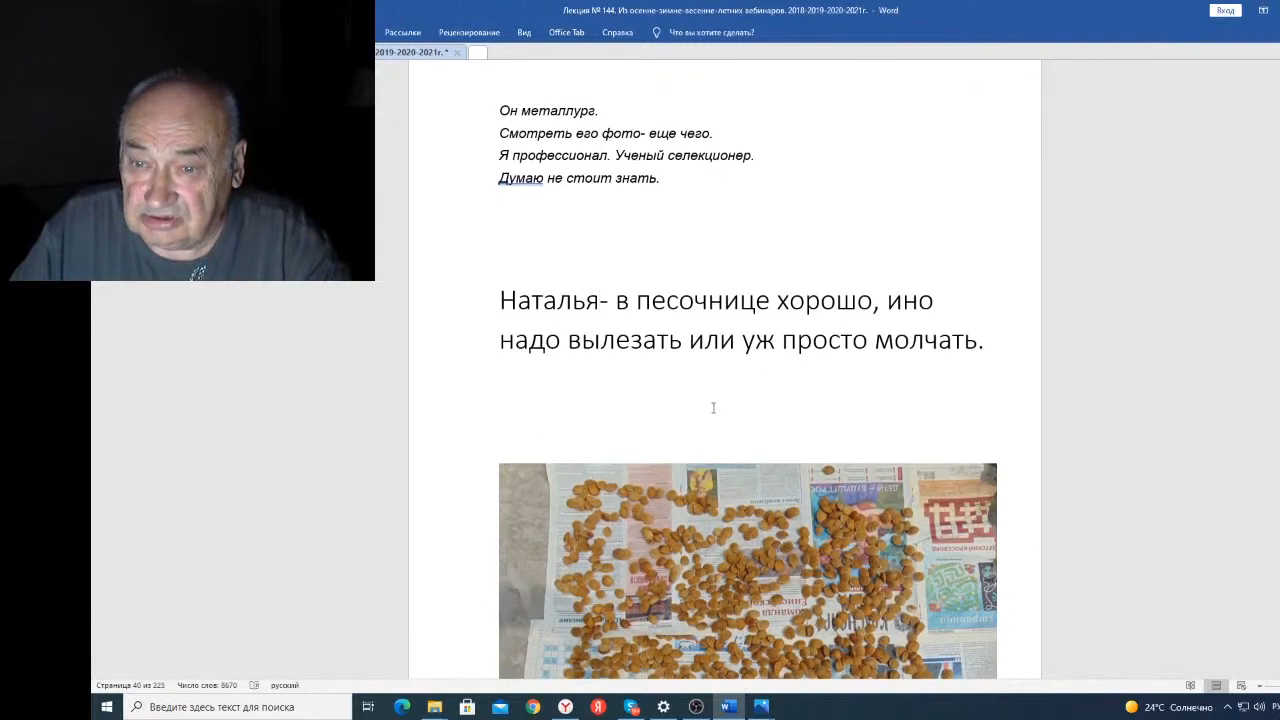 Лекция № 144. Из осенне-зимне-весенне-летних вебинаров. 2018-2019-2020-2021г. - Word
Вход
Рассылки Рецензирование Вид Office Tab Справка Что вы хотите сделать?
2019-2020-2021г. *
Он металлург.
Смотреть его фото- еще чего.
Я профессионал. Ученый селекционер.
Думаю не стоит знать.
Наталья- в песочнице хорошо, ино
надо вылезать или уж просто молчать.
Команда
Страница 40 из 225 Число слов: 8670 русский
Введите здесь текст для поиска
24°C Солнечно